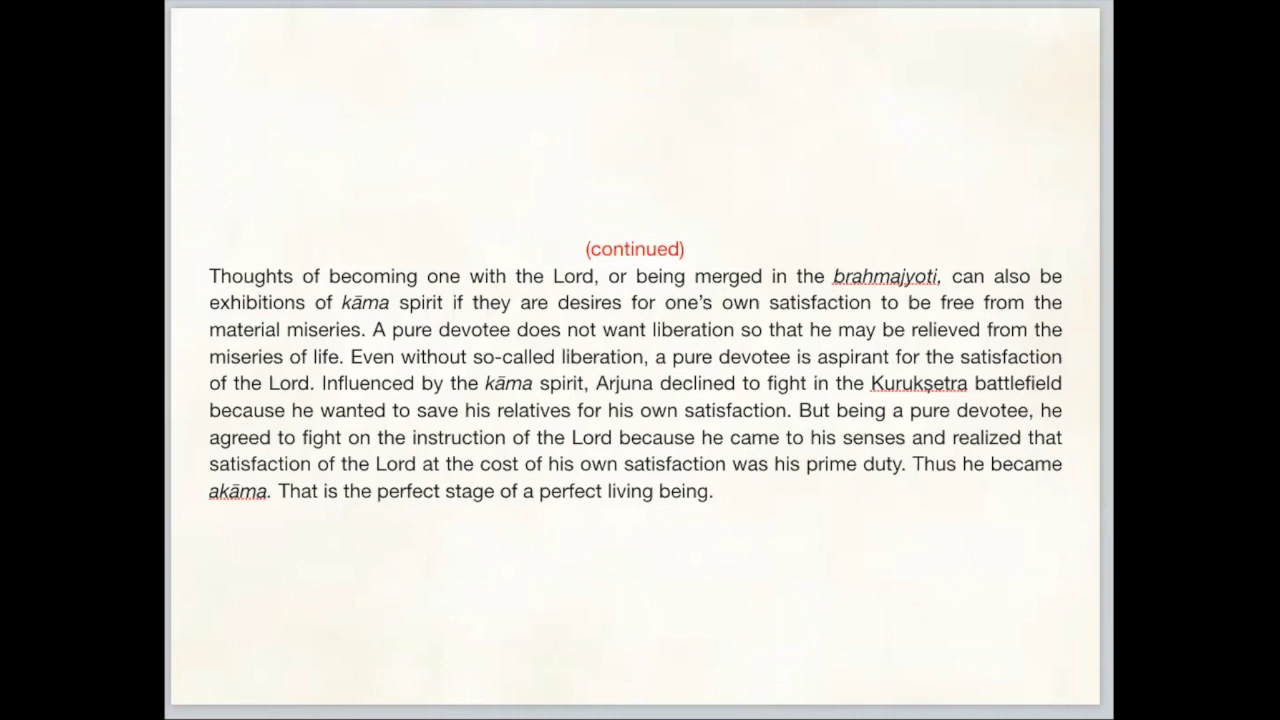 (continued)
Thoughts of becoming one with the Lord, or being merged in the brahmajyoti, can also be
exhibitions of kāma spirit if they are desires for one’s own satisfaction to be free from the
material miseries. A pure devotee does not want liberation so that he may be relieved from the
miseries of life. Even without so-called liberation, a pure devotee is aspirant for the satisfaction
of the Lord. Influenced by the kāma spirit, Arjuna declined to fight in the Kurukṣetra battlefield
because he wanted to save his relatives for his own satisfaction. But being a pure devotee, he
agreed to fight on the instruction of the Lord because he came to his senses and realized that
satisfaction of the Lord at the cost of his own satisfaction was his prime duty. Thus he became
akāma. That is the perfect stage of a perfect living being.